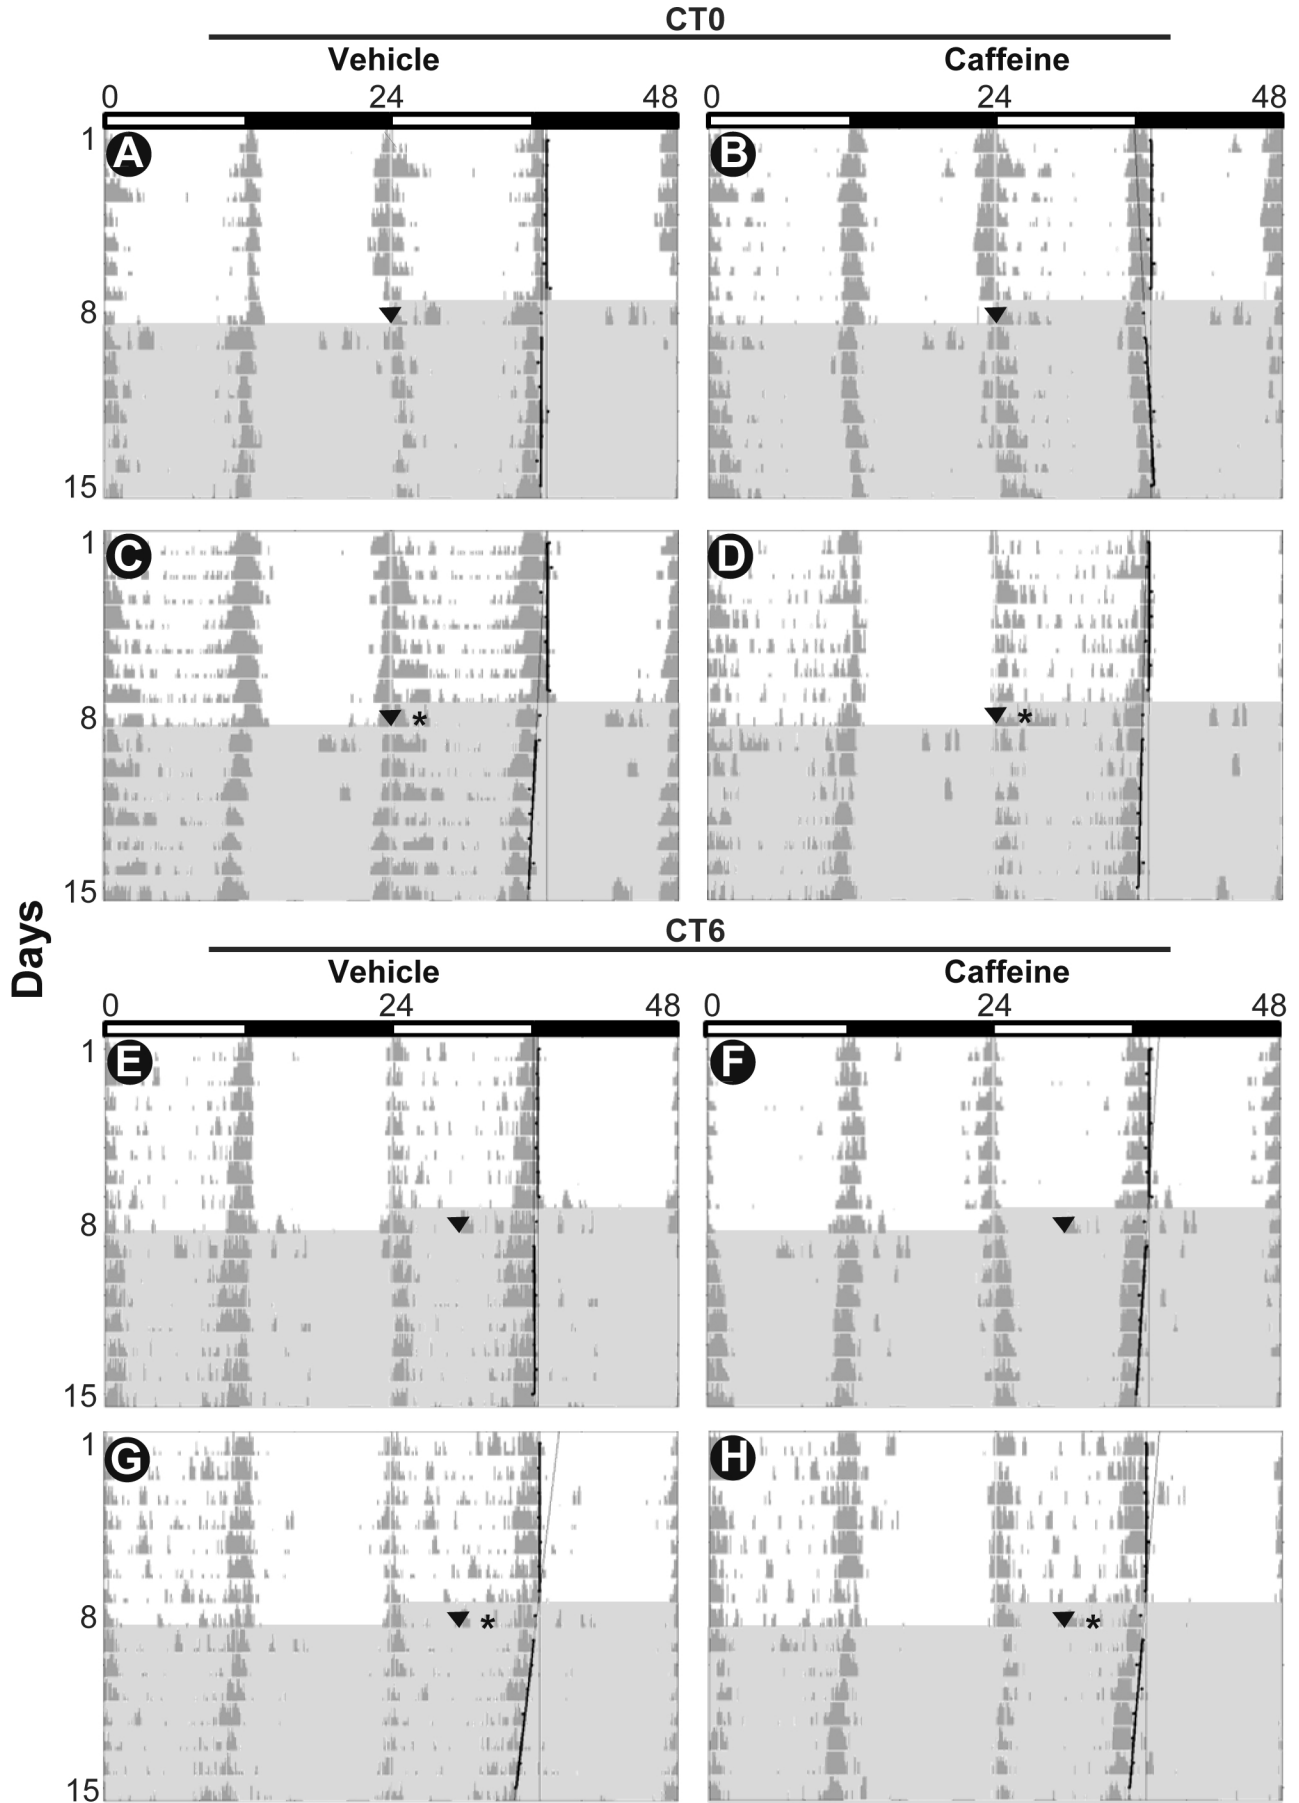 CT0
Vehicle Caffeine
0 24 48 0 24 48
1 A B
8
15
1 C D
8 * *
15
Days
CT6
Vehicle Caffeine
0 24 48 0 24 48
1 E F
8
15
1 G H
8 * *
15